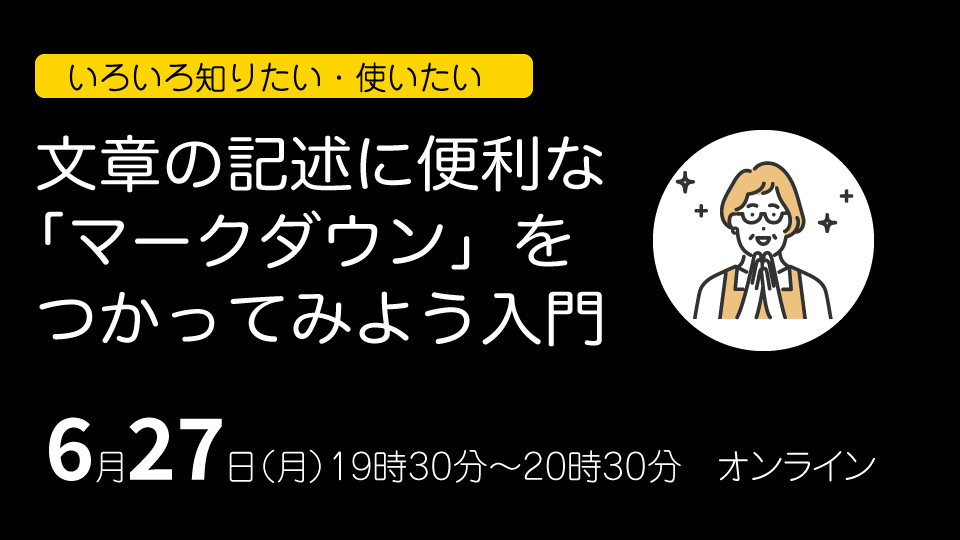 いろいろ知りたい・使いたい
文章の記述に便利な
「マークダウン」を
つかってみよう入門
6月27日(月)19時30分〜20時30分　オンライン